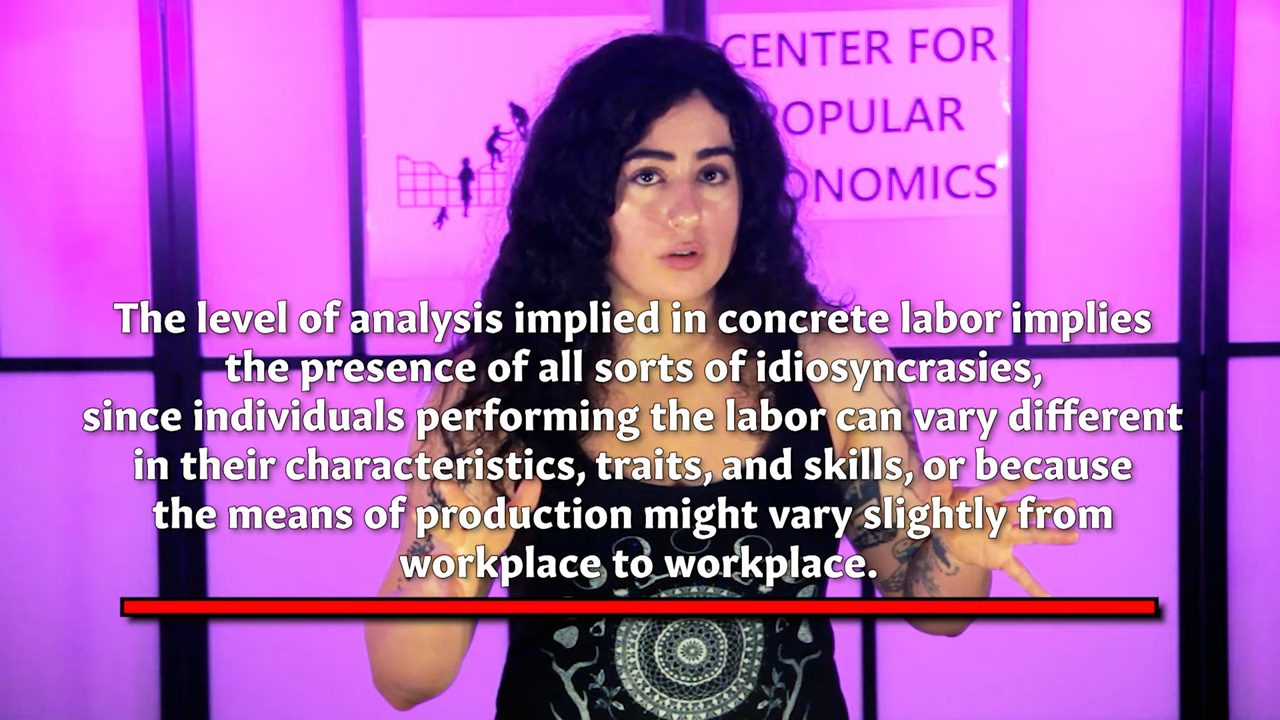 CENTER FOR
POPULAR
ONOMICS
The level of analysis implied in concrete labor implies
the presence of all sorts of idiosyncrasies,
since individuals performing the labor can vary different
in their characteristics, traits, and skills, or because
the means of production might vary slightly from
workplace to workplace.